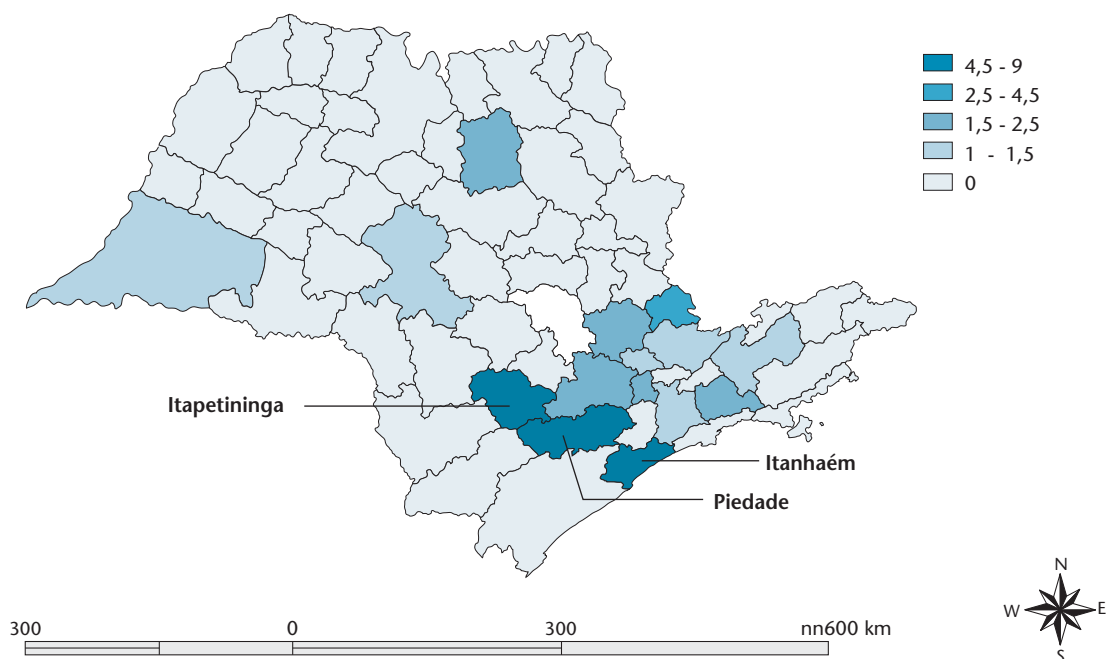 4,5 - 9
2,5 - 4,5
1,5 - 2,5
1 - 1,5
0
Itapetininga
Itanhaém
Piedade
300 0 300 nn600 km
N
W E
S